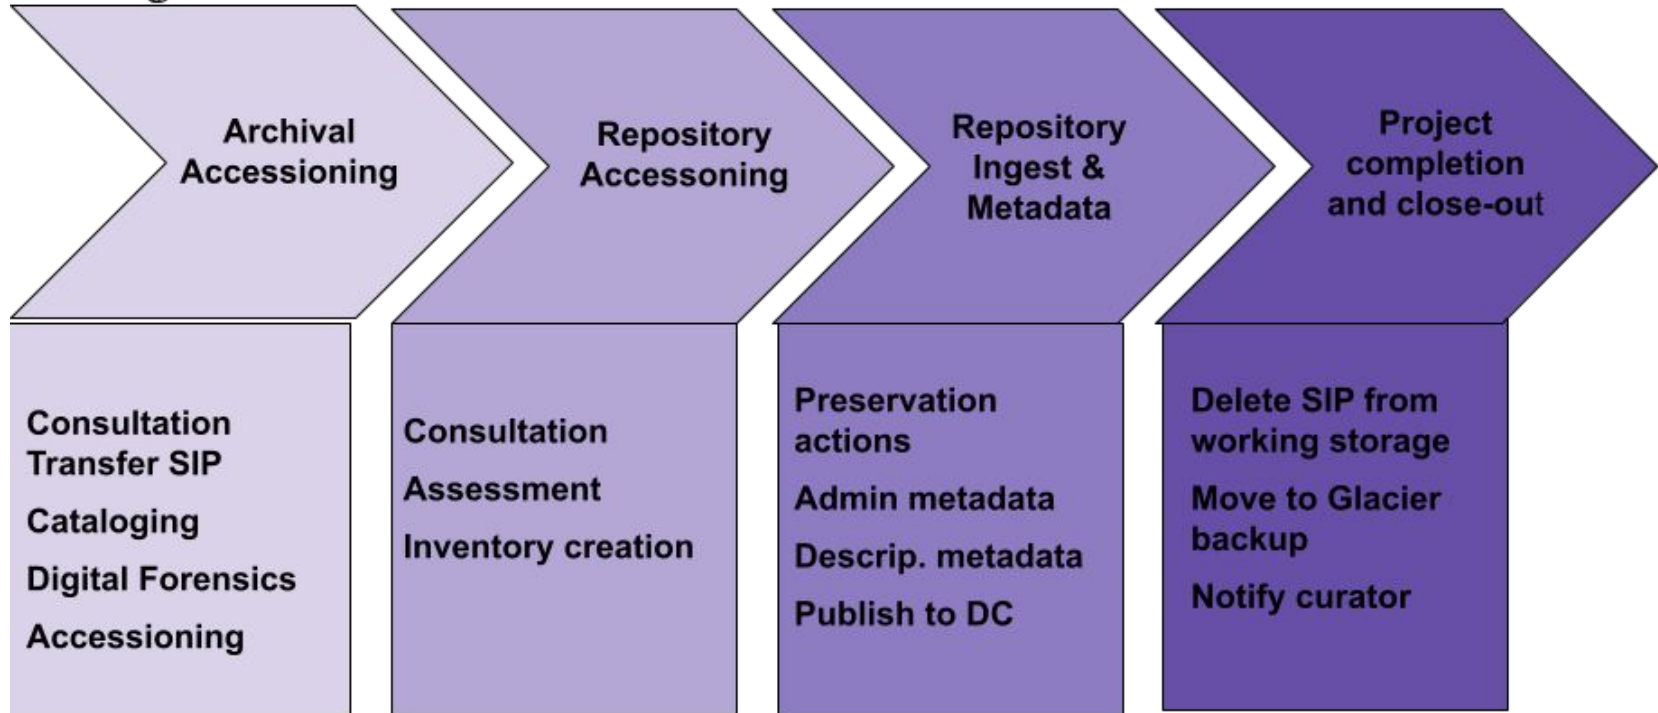 Archival
Accessioning
Repository
Accessoning
Repository
Ingest &
Metadata
Project
completion
and close-out
Consultation
Transfer SIP
Cataloging
Digital Forensics
Accessioning
Consultation
Assessment
Inventory creation
Preservation
actions
Admin metadata
Descrip. metadata
Publish to DC
Delete SIP from
working storage
Move to Glacier
backup
Notify curator